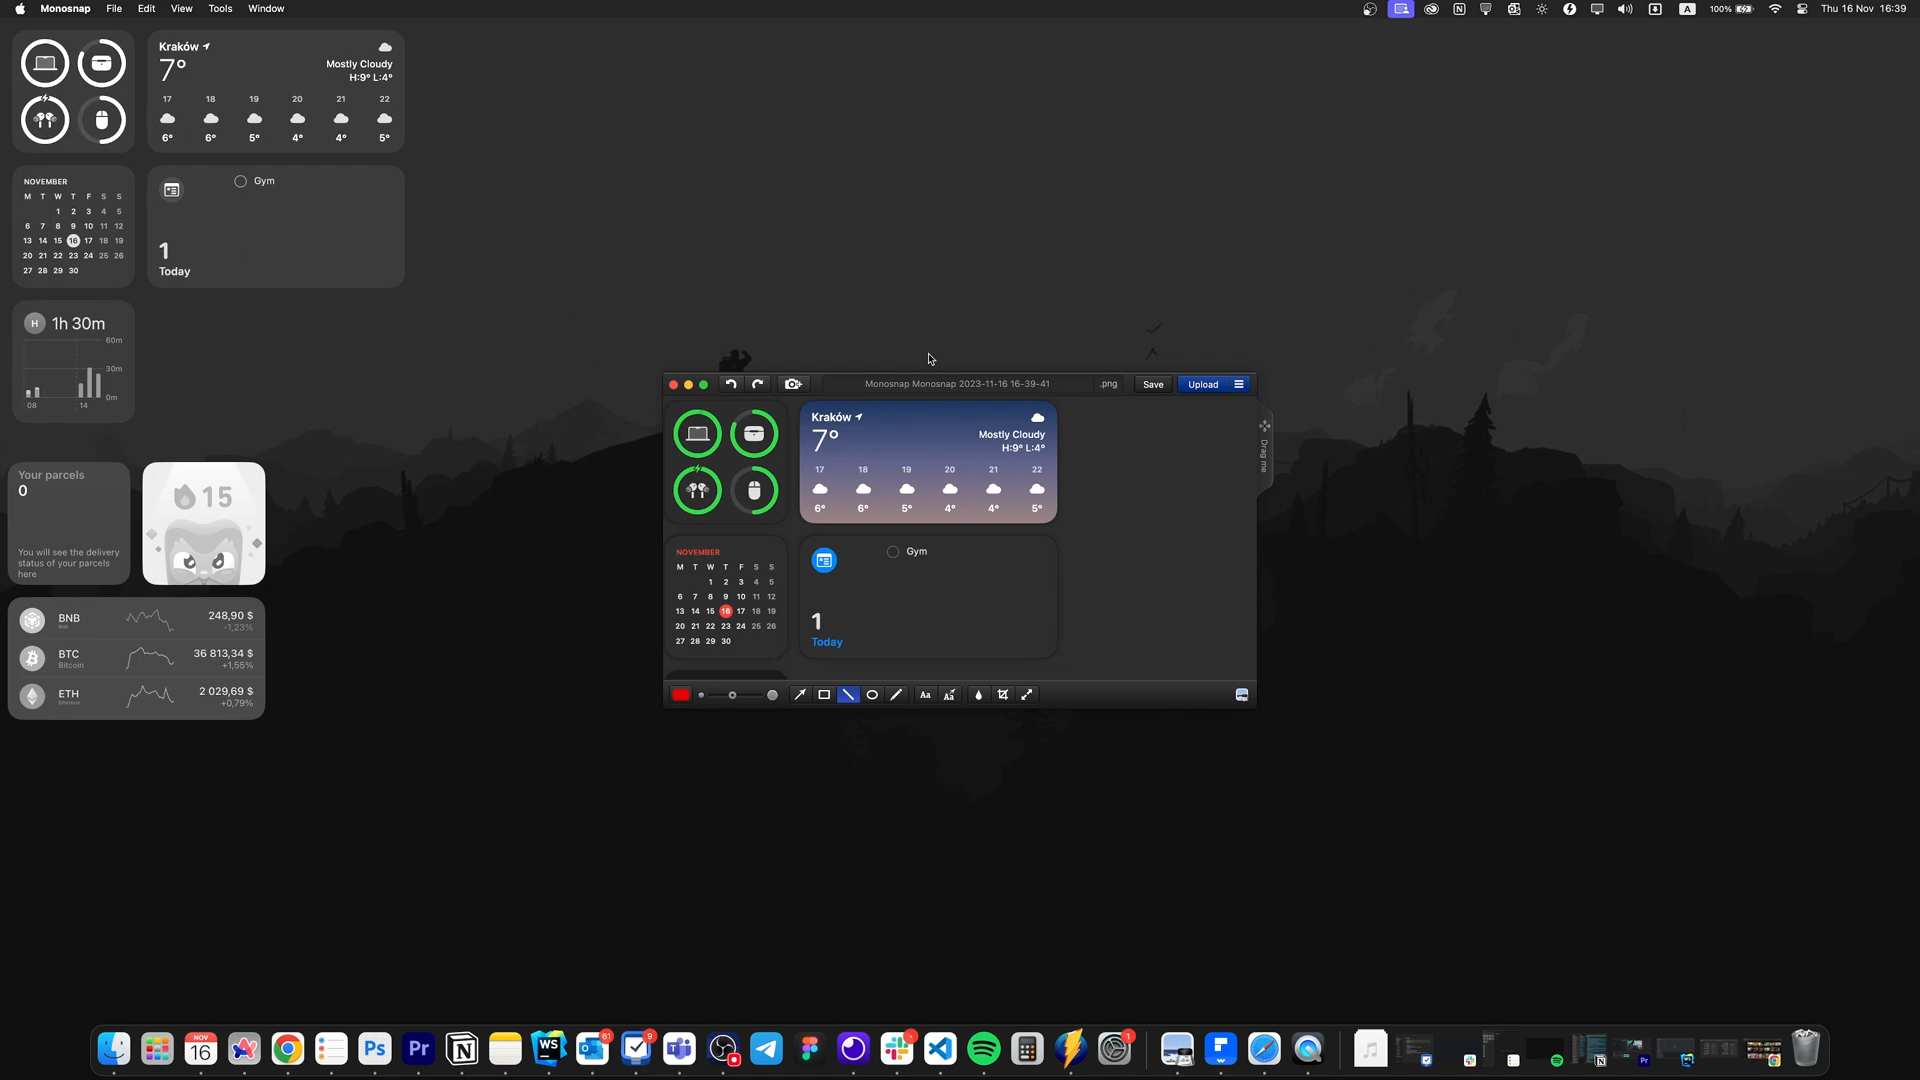 Monosnap File Edit View Tools Window
A 100% Thu 16 Nov 16:39
Kraków
7°
Mostly Cloudy
H:9° L:4°
17 18 19 20 21 22
6° 6° 5° 4° 4° 5°
NOVEMBER
M T W T F S S
1 2 3 4 5
6 7 8 9 10 11 12
13 14 15 16 17 18 19
20 21 22 23 24 25 26
27 28 29 30
Gym
1
Today
H 1h 30m
60m
30m
0m
08 14
Your parcels
0
You will see the delivery
status of your parcels
here
15
BNB 248,90 $
BNB -1,23%
BTC 36 813,34 $
Bitcoin +1,55%
ETH 2 029,69 $
Ethereum +0,79%
Monosnap Monosnap 2023-11-16 16-39-41 .png Save Upload
Kraków
7°
Mostly Cloudy
H:9° L:4°
17 18 19 20 21 22
6° 6° 5° 4° 4° 5°
Drag me
NOVEMBER
M T W T F S S
1 2 3 4 5
6 7 8 9 10 11 12
13 14 15 16 17 18 19
20 21 22 23 24 25 26
27 28 29 30
Gym
1
Today
Aa Aa
NOV
16
Ps
Pr
WS
61
9
1